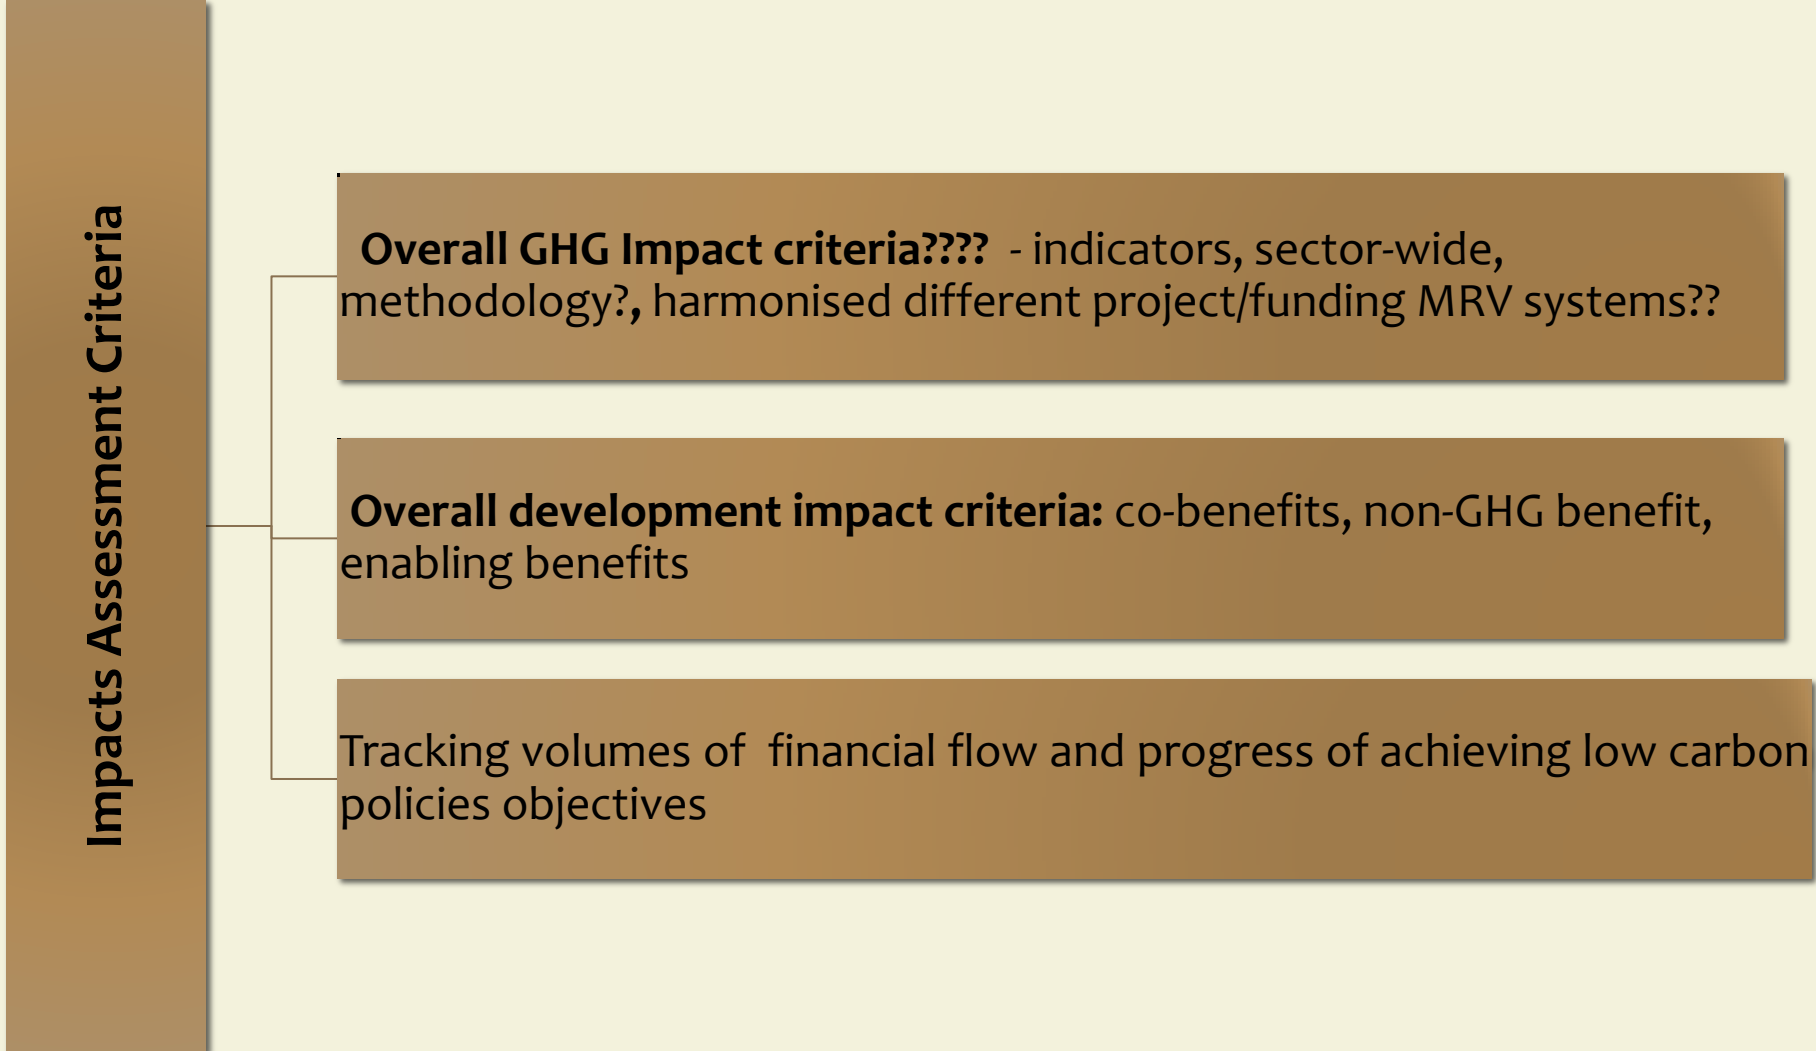 Impacts Assessment Criteria
Overall GHG Impact criteria???? - indicators, sector-wide,
methodology?, harmonised different project/funding MRV systems??
Overall development impact criteria: co-benefits, non-GHG benefit,
enabling benefits
Tracking volumes of financial flow and progress of achieving low carbon
policies objectives